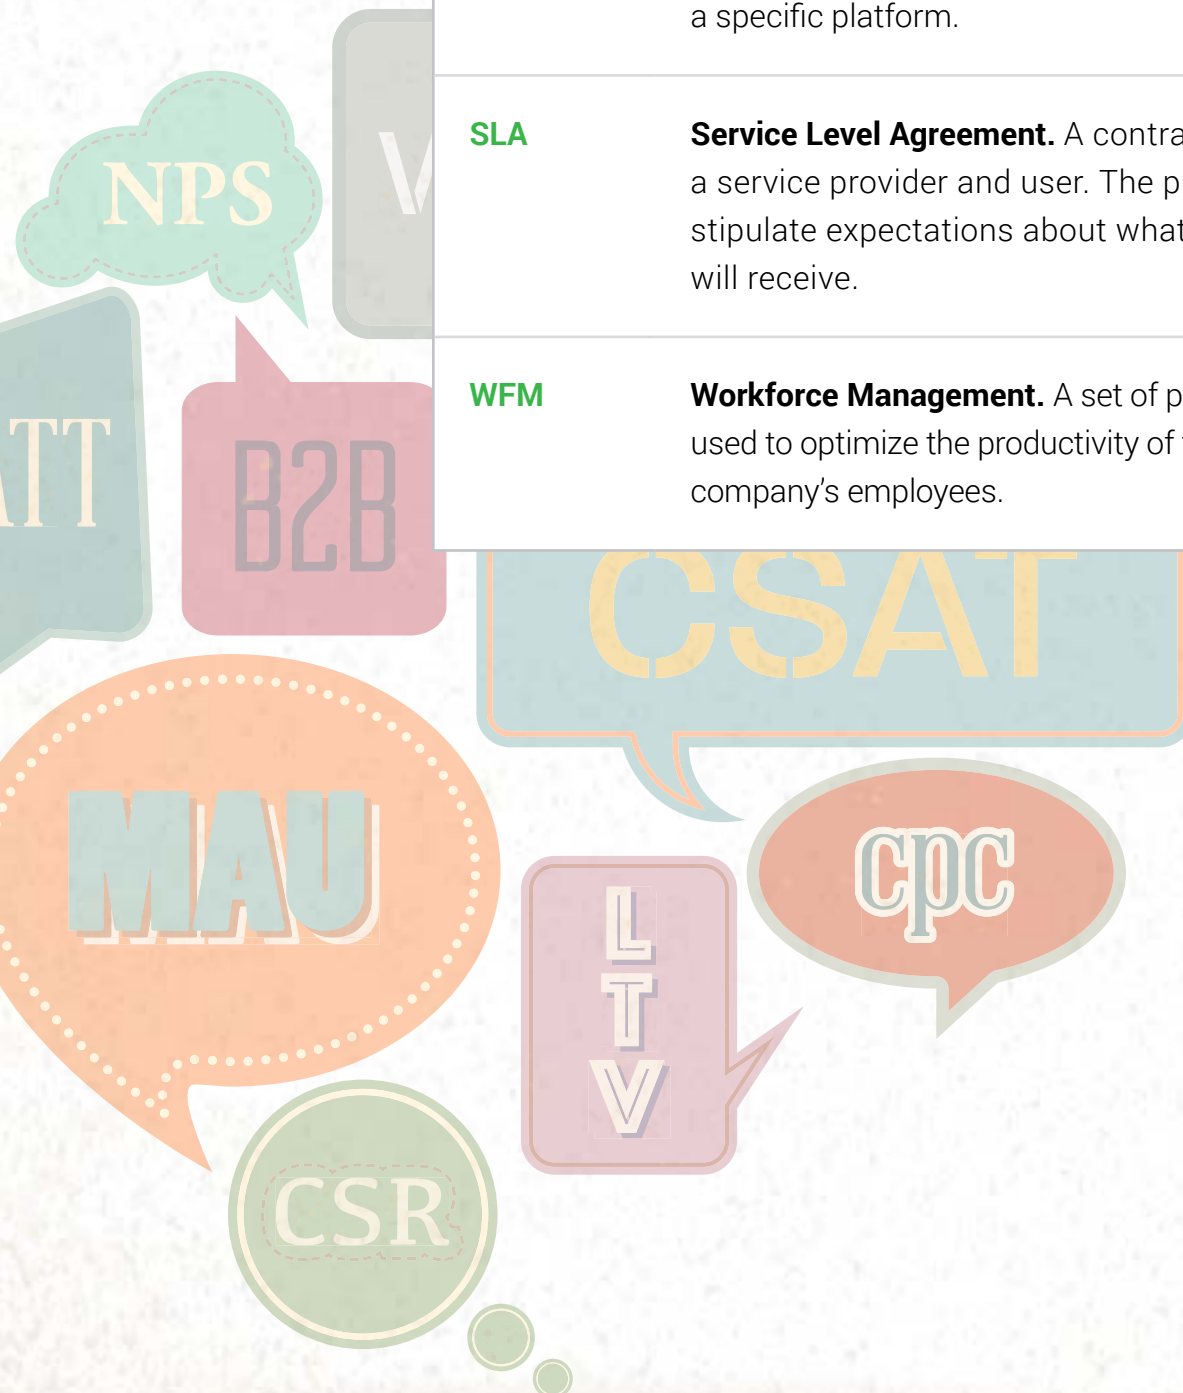 a specific platform.
SLA
Service Level Agreement. A contra
a service provider and user. The p
stipulate expectations about what
will receive.
WFM
Workforce Management. A set of p
used to optimize the productivity of
company's employees.
NPS
V
ATT
B2B
CSAT
MAU
cpc
L
T
V
CSR